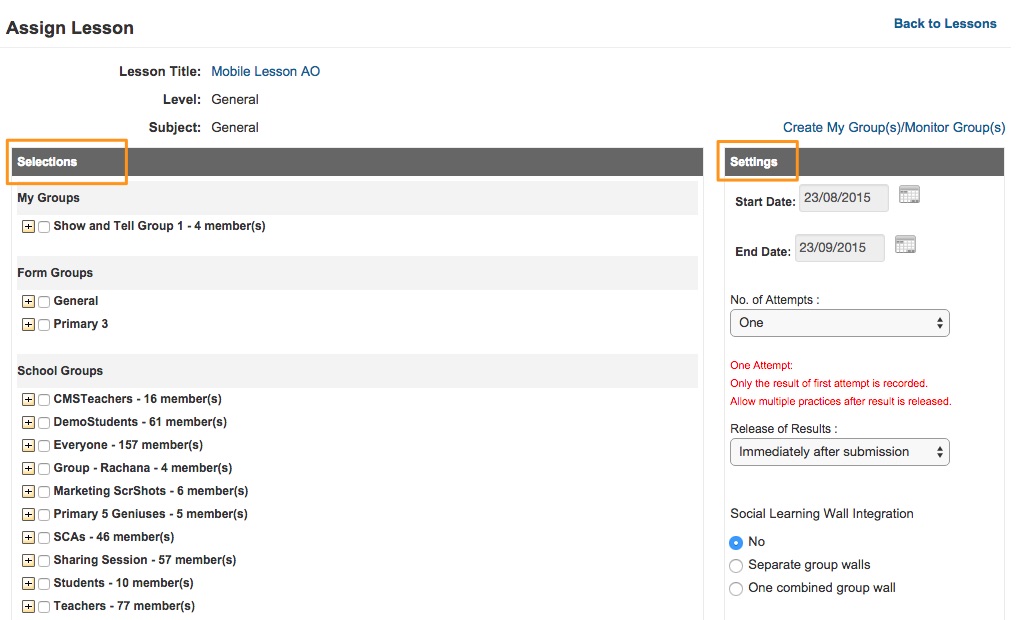 Assign Lesson
Back to Lessons
Lesson Title: Mobile Lesson AO
Level: General
Subject: General
Create My Group(s)/Monitor Group(s)
Selections
My Groups
Show and Tell Group 1 - 4 member(s)
Form Groups
General
Primary 3
School Groups
CMSTeachers - 16 member(s)
DemoStudents - 61 member(s)
Everyone - 157 member(s)
Group - Rachana - 4 member(s)
Marketing ScrShots - 6 member(s)
Primary 5 Geniuses - 5 member(s)
SCAs - 46 member(s)
Sharing Session - 57 member(s)
Students - 10 member(s)
Teachers - 77 member(s)
Settings
Start Date: 23/08/2015
End Date: 23/09/2015
No. of Attempts :
One
One Attempt:
Only the result of first attempt is recorded.
Allow multiple practices after result is released.
Release of Results :
Immediately after submission
Social Learning Wall Integration
No
Separate group walls
One combined group wall